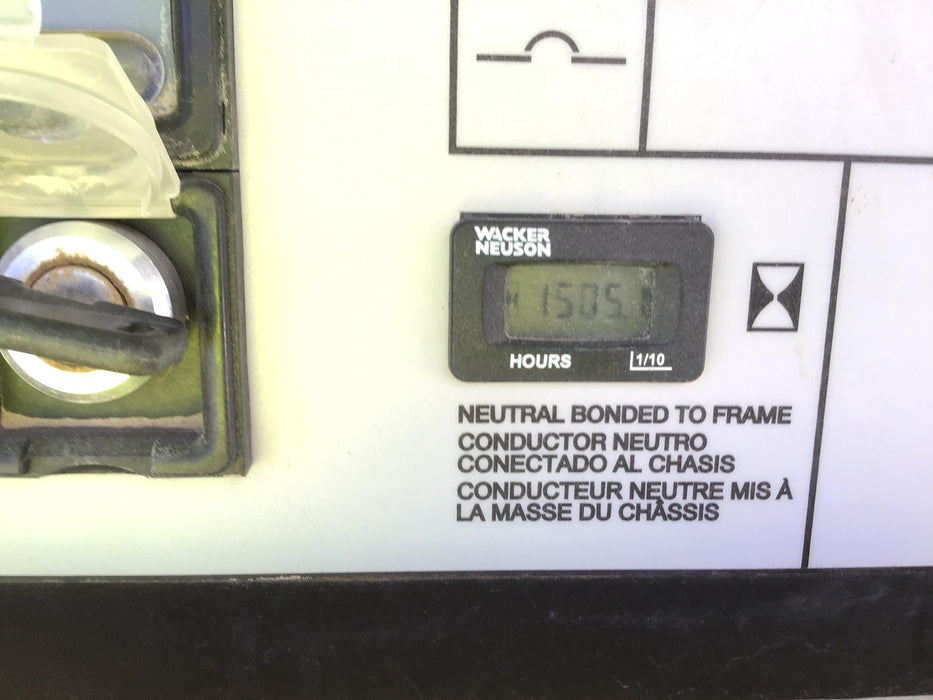 WACKER
NEUSON
1505.
HOURS 1/10
NEUTRAL BONDED TO FRAME
CONDUCTOR NEUTRO
CONECTADO AL CHASIS
CONDUCTEUR NEUTRE MIS À
LA MASSE DU CHÂSSIS